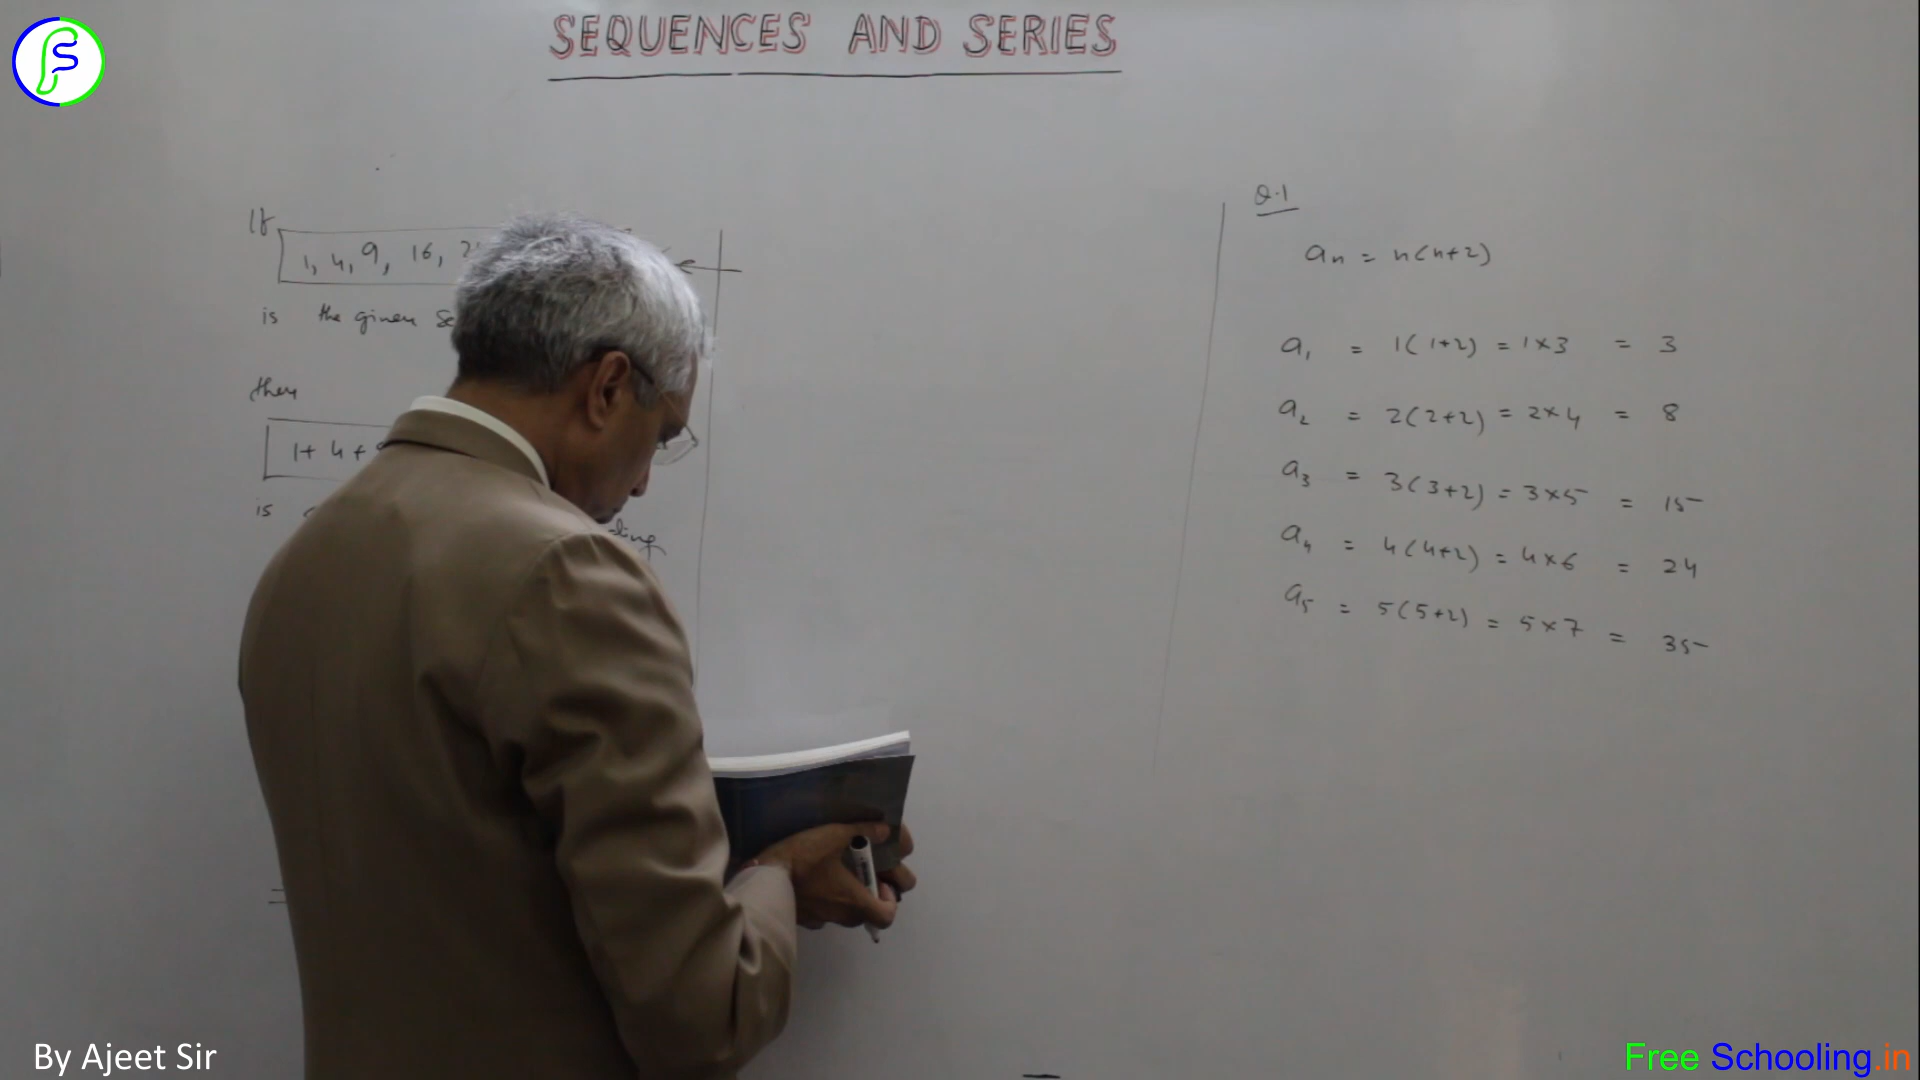 SEQUENCES AND SERIES
If
1, 4, 9, 16,
is the given
then
1 + 4 +
is
Q.1
aₙ = n(n+2)
a₁ = 1(1+2) = 1×3 = 3
a₂ = 2(2+2) = 2×4 = 8
a₃ = 3(3+2) = 3×5 = 15
a₄ = 4(4+2) = 4×6 = 24
a₅ = 5(5+2) = 5×7 = 35
By Ajeet Sir
Free Schooling.in